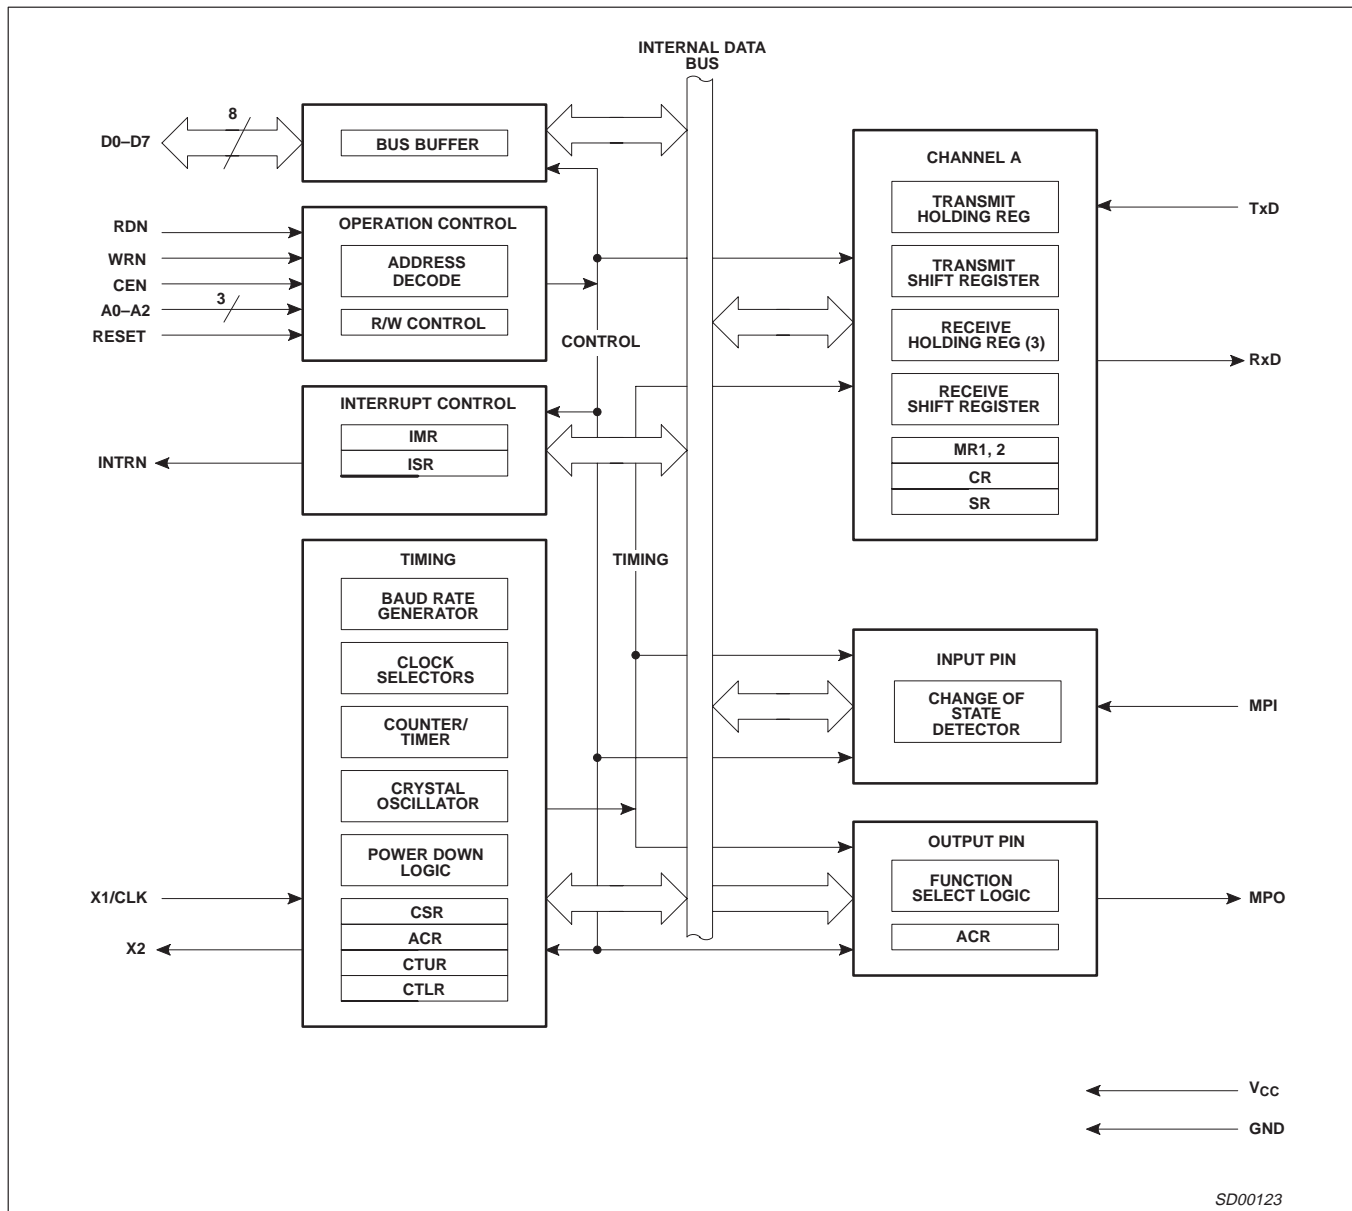 INTERNAL DATA
BUS
D0–D7
8
BUS BUFFER
RDN
WRN
CEN
A0–A2
3
RESET
OPERATION CONTROL
ADDRESS
DECODE
R/W CONTROL
CONTROL
INTERRUPT CONTROL
IMR
ISR
INTRN
TIMING
BAUD RATE
GENERATOR
CLOCK
SELECTORS
COUNTER/
TIMER
CRYSTAL
OSCILLATOR
POWER DOWN
LOGIC
CSR
ACR
CTUR
CTLR
X1/CLK
X2
TIMING
CHANNEL A
TRANSMIT
HOLDING REG
TRANSMIT
SHIFT REGISTER
RECEIVE
HOLDING REG (3)
RECEIVE
SHIFT REGISTER
MR1, 2
CR
SR
TxD
RxD
INPUT PIN
CHANGE OF
STATE
DETECTOR
MPI
OUTPUT PIN
FUNCTION
SELECT LOGIC
ACR
MPO
VCC
GND
SD00123